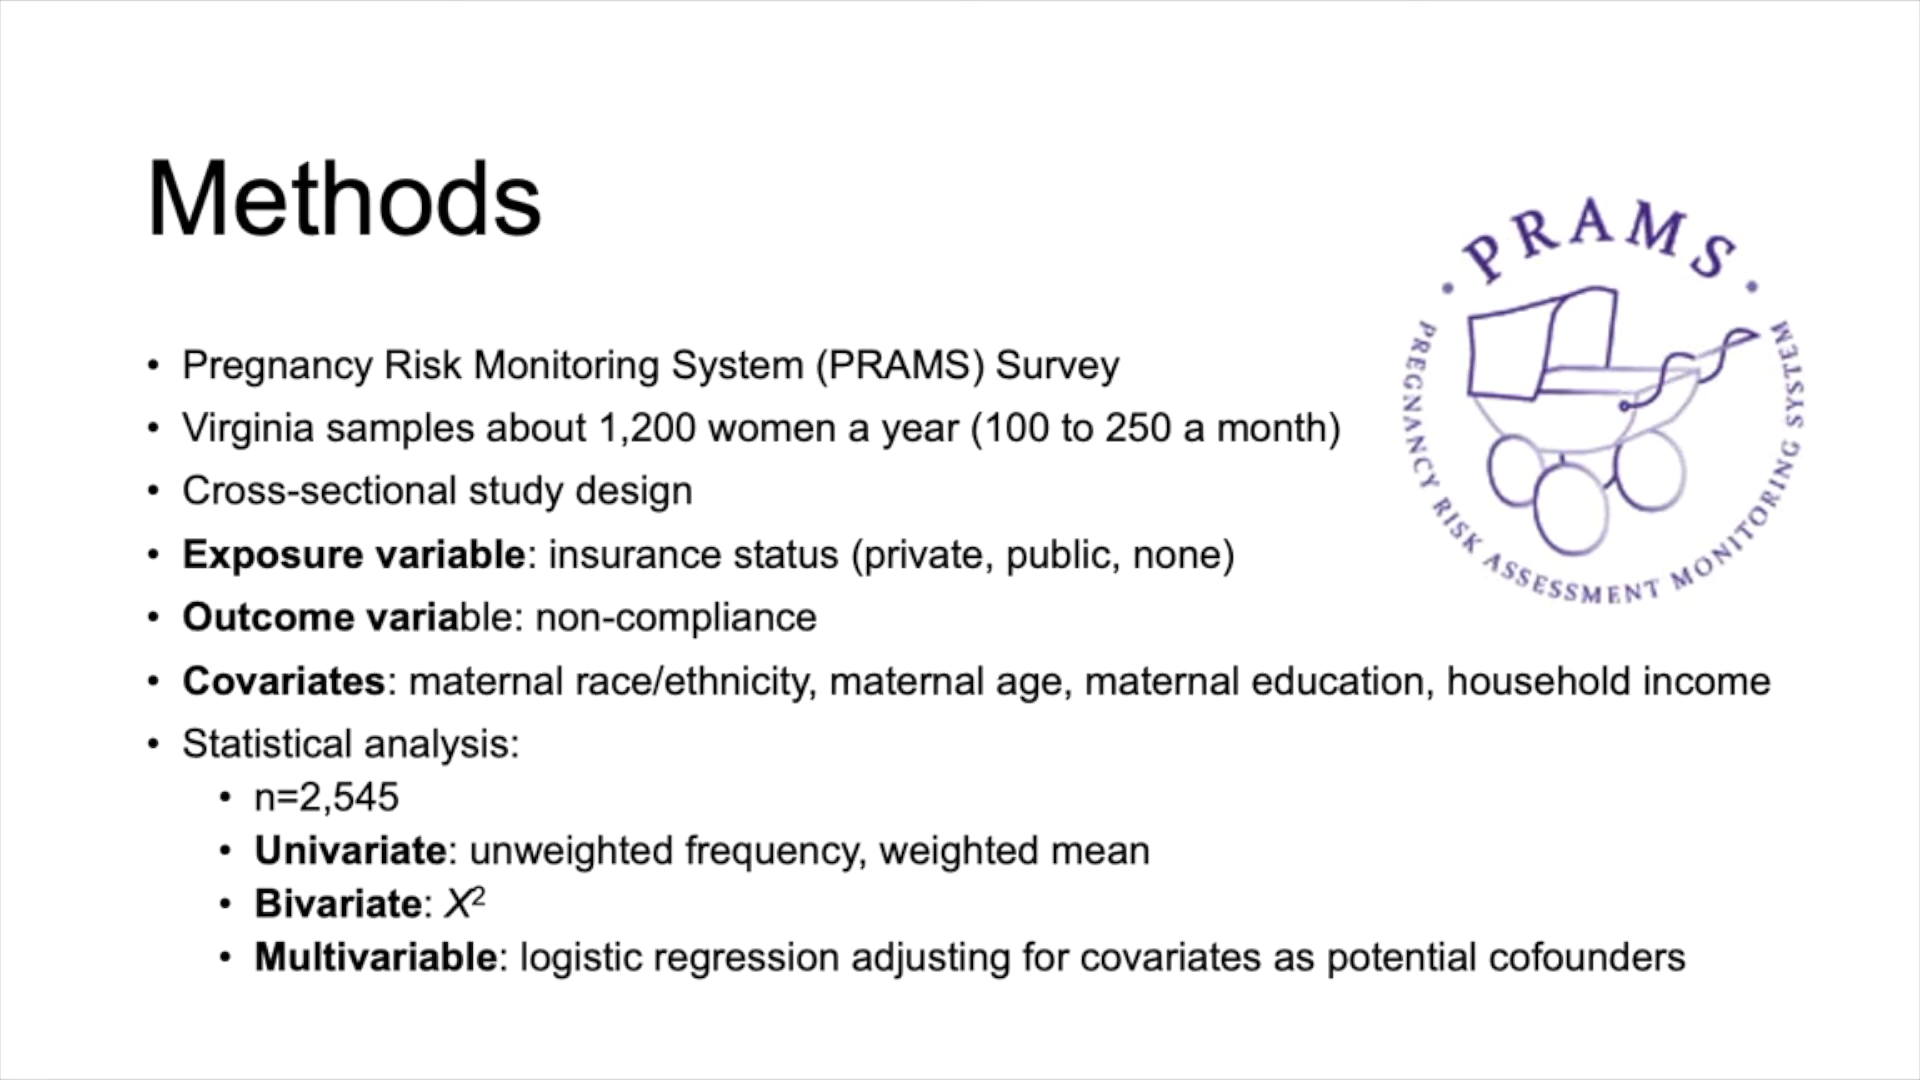 Methods
PRAMS
PREGNANCY RISK ASSESSMENT MONITORING SYSTEM
• Pregnancy Risk Monitoring System (PRAMS) Survey
• Virginia samples about 1,200 women a year (100 to 250 a month)
• Cross-sectional study design
• Exposure variable: insurance status (private, public, none)
• Outcome variable: non-compliance
• Covariates: maternal race/ethnicity, maternal age, maternal education, household income
• Statistical analysis:
• n=2,545
• Univariate: unweighted frequency, weighted mean
• Bivariate: X²
• Multivariable: logistic regression adjusting for covariates as potential cofounders